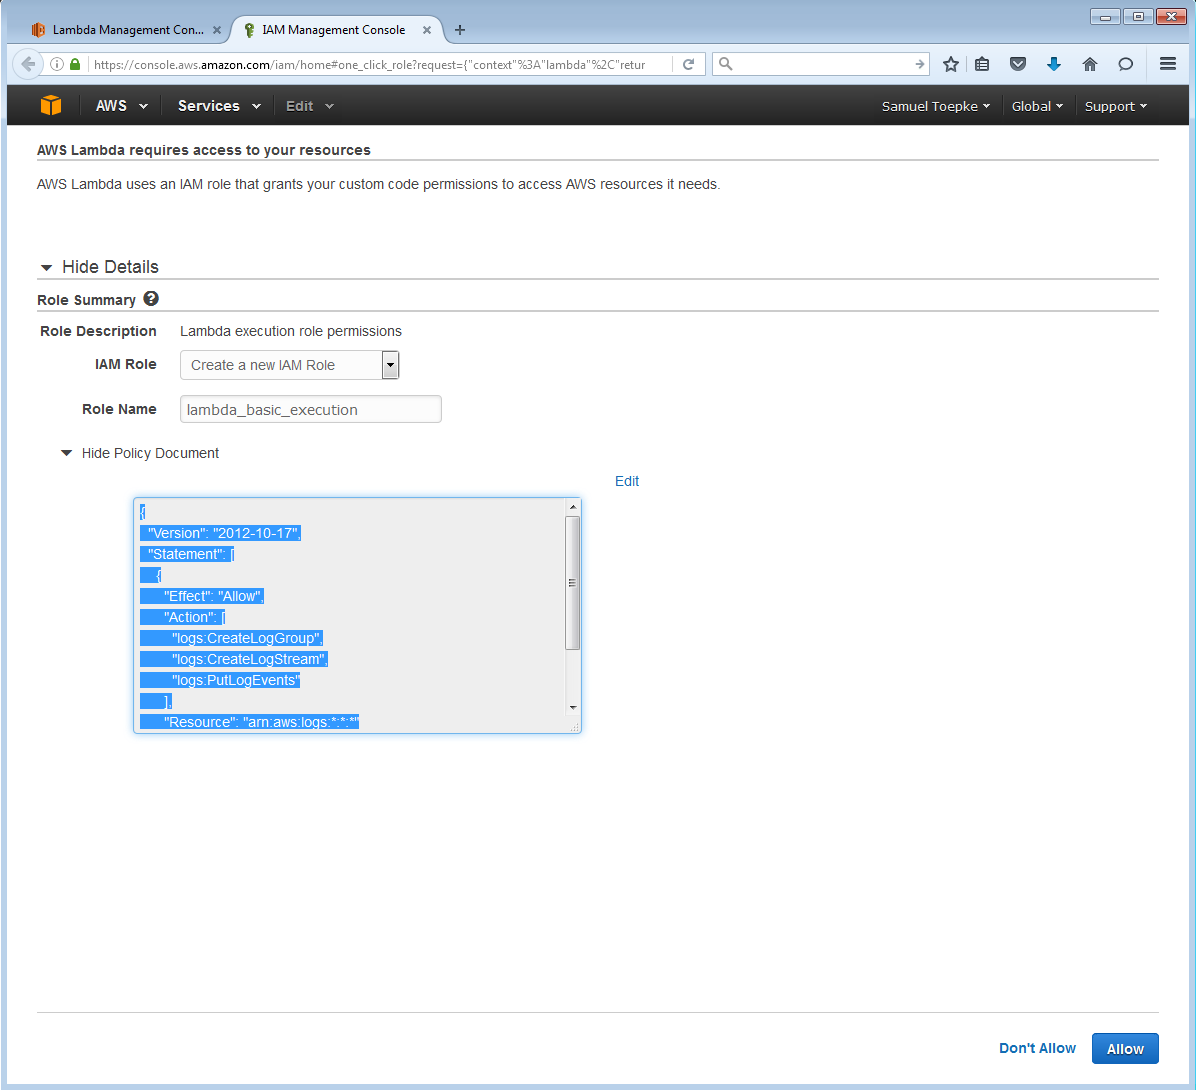 Lambda Management Con...
IAM Management Console
https://console.aws.amazon.com/iam/home#one_click_role?request={"context"%3A"lambda"%2C"retur
AWS
Services
Edit
Samuel Toepke
Global
Support
AWS Lambda requires access to your resources
AWS Lambda uses an IAM role that grants your custom code permissions to access AWS resources it needs.
Hide Details
Role Summary ?
Role Description Lambda execution role permissions
IAM Role Create a new IAM Role
Role Name lambda_basic_execution
Hide Policy Document
Edit
{
"Version": "2012-10-17",
"Statement": [
{
"Effect": "Allow",
"Action": [
"logs:CreateLogGroup",
"logs:CreateLogStream",
"logs:PutLogEvents"
],
"Resource": "arn:aws:logs:*:*:*"
Don't Allow
Allow